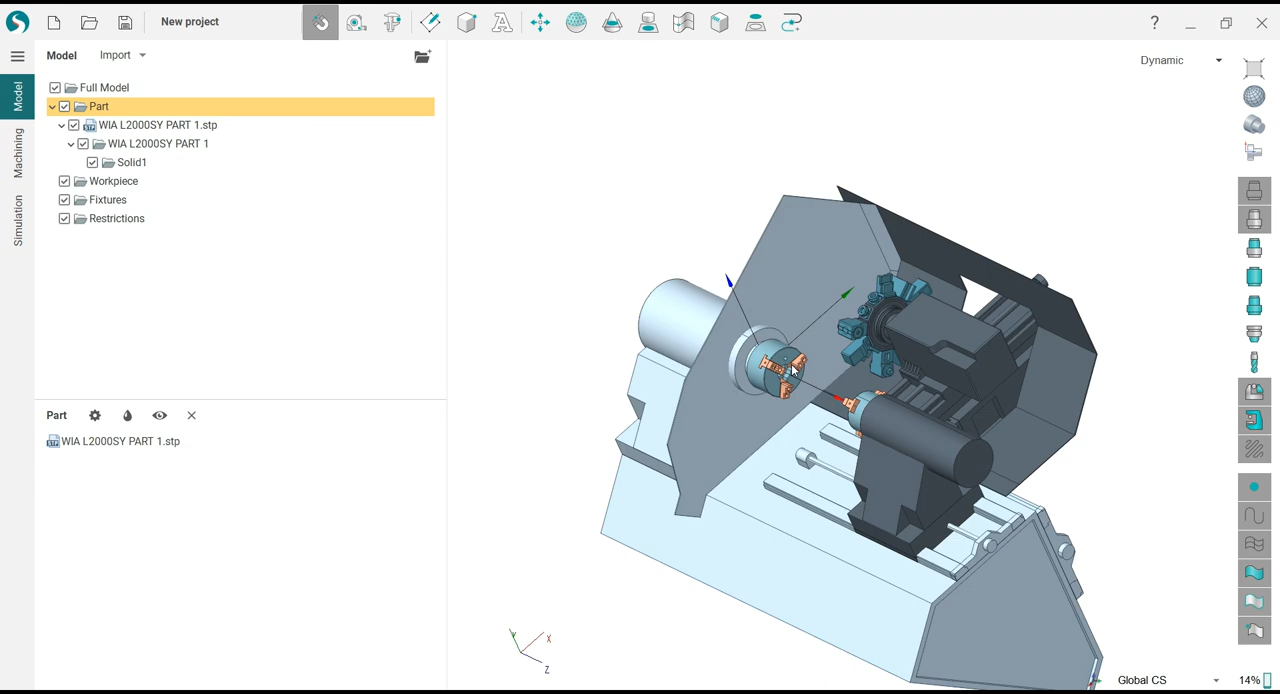 New project
?
Model
Import
Model
Full Model
Part
WIA L2000SY PART 1.stp
WIA L2000SY PART 1
Solid1
Workpiece
Fixtures
Restrictions
Machining
Simulation
Part
WIA L2000SY PART 1.stp
Dynamic
Y
X
Z
Global CS
14%